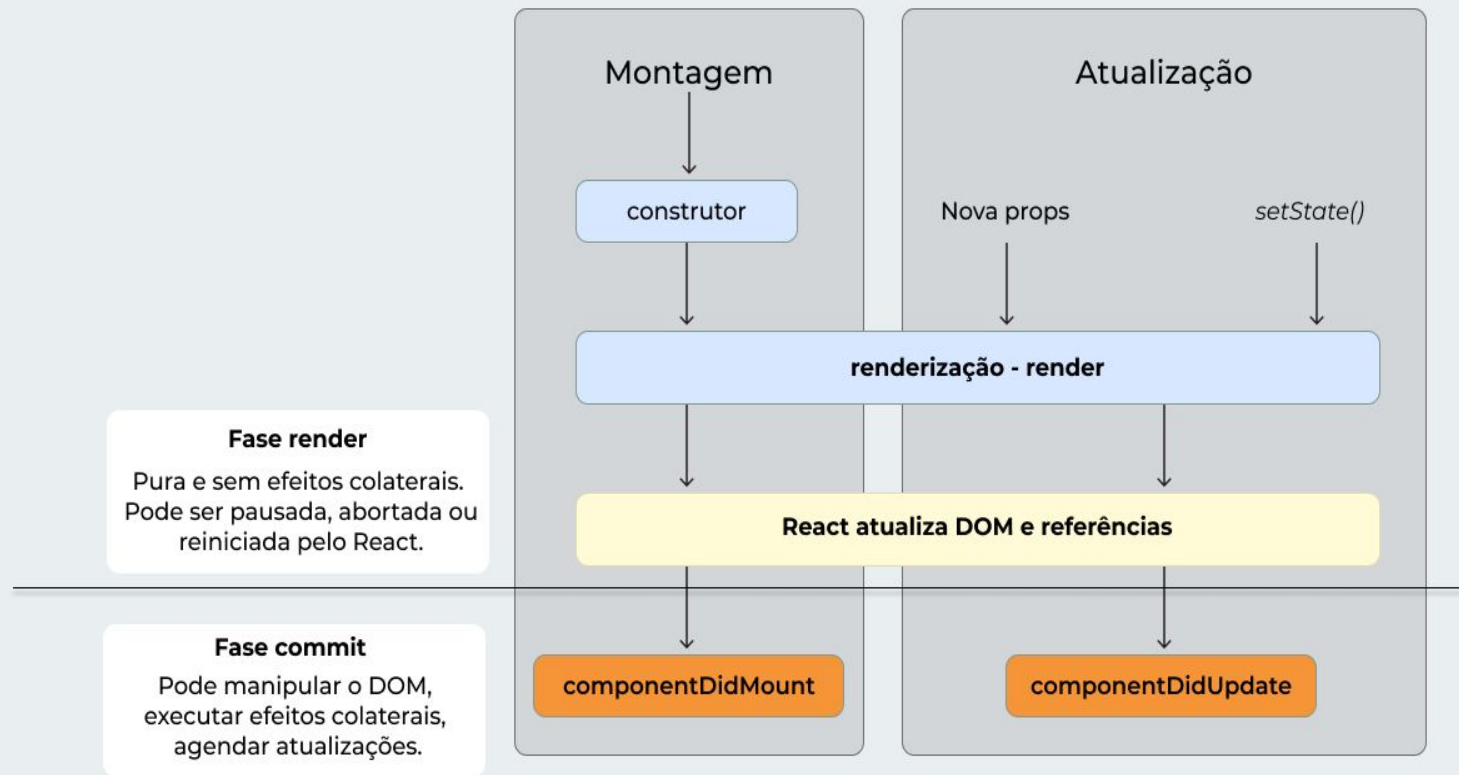 Montagem
Atualização
construtor
Nova props
setState()
renderização - render
Fase render
Pura e sem efeitos colaterais.
Pode ser pausada, abortada ou
reiniciada pelo React.
React atualiza DOM e referências
Fase commit
Pode manipular o DOM,
executar efeitos colaterais,
agendar atualizações.
componentDidMount
componentDidUpdate